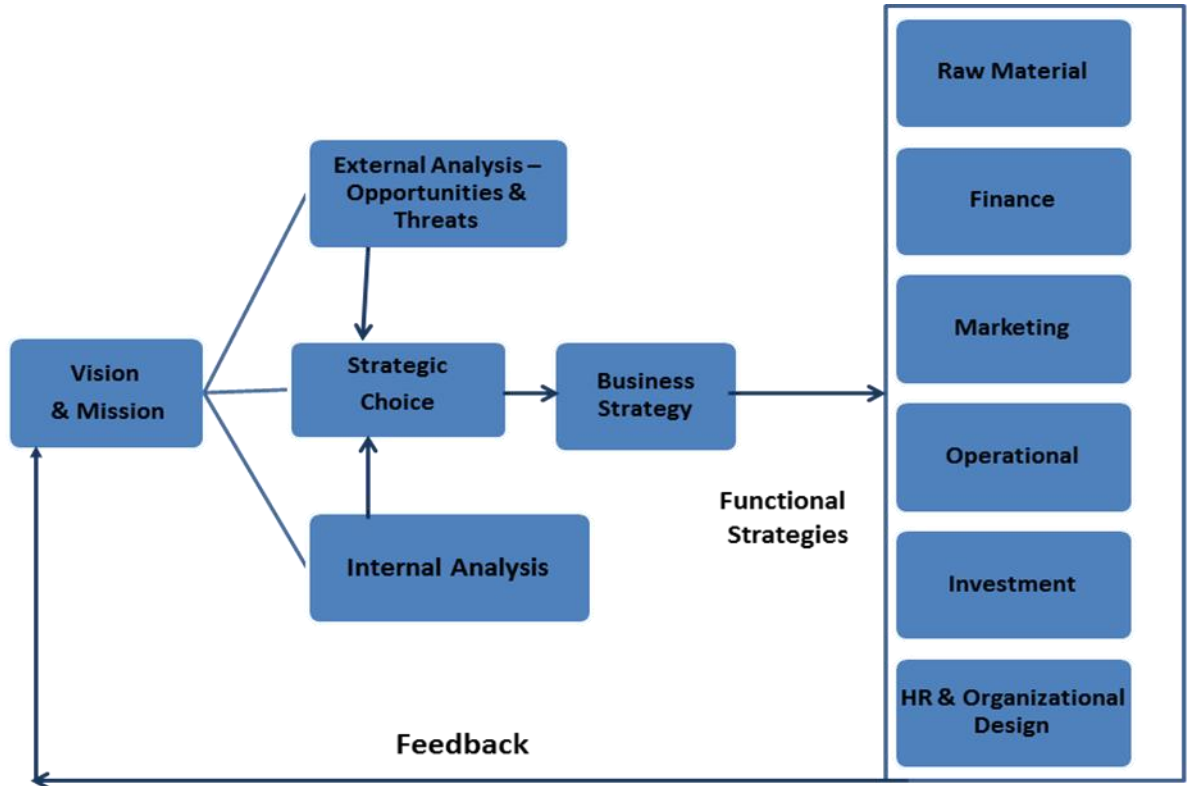 Vision
& Mission
External Analysis –
Opportunities &
Threats
Strategic
Choice
Internal Analysis
Business
Strategy
Functional
Strategies
Raw Material
Finance
Marketing
Operational
Investment
HR & Organizational
Design
Feedback